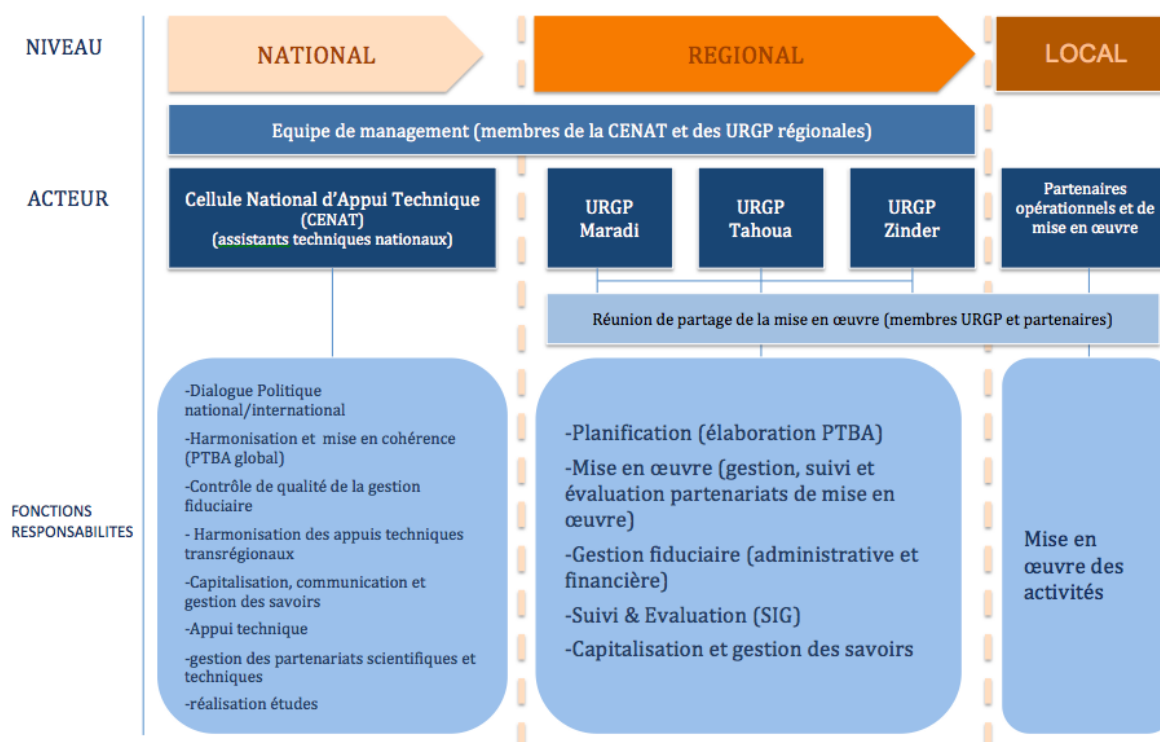 NIVEAU
NATIONAL
REGIONAL
LOCAL
Equipe de management (membres de la CENAT et des URGP régionales)
ACTEUR
Cellule National d’Appui Technique
(CENAT)
(assistants techniques nationaux)
URGP
Maradi
URGP
Tahoua
URGP
Zinder
Partenaires
opérationnels et de
mise en œuvre
Réunion de partage de la mise en œuvre (membres URGP et partenaires)
FONCTIONS
RESPONSABILITES
-Dialogue Politique
national/international
-Harmonisation et mise en cohérence
(PTBA global)
-Contrôle de qualité de la gestion
fiduciaire
- Harmonisation des appuis techniques
transrégionaux
-Capitalisation, communication et
gestion des savoirs
-Appui technique
-gestion des partenariats scientifiques et
techniques
-réalisation études
-Planification (élaboration PTBA)
-Mise en œuvre (gestion, suivi et
évaluation partenariats de mise en
œuvre)
-Gestion fiduciaire (administrative et
financière)
-Suivi & Evaluation (SIG)
-Capitalisation et gestion des savoirs
Mise en
œuvre des
activités